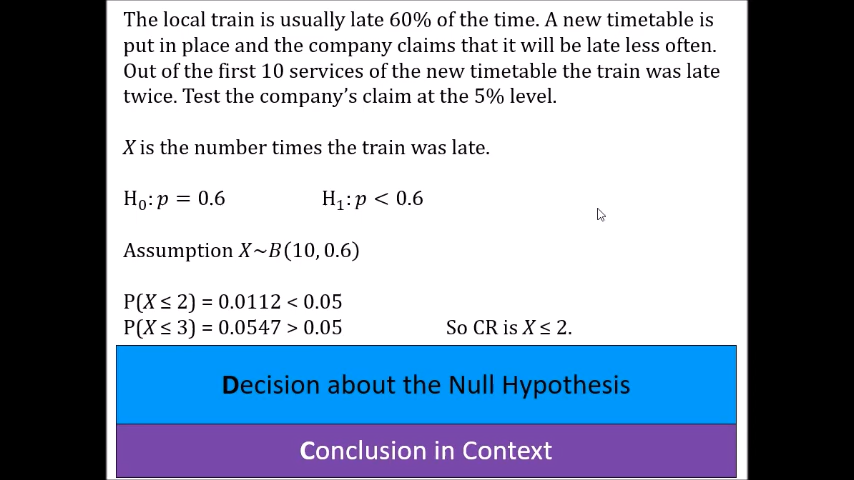 The local train is usually late 60% of the time. A new timetable is
put in place and the company claims that it will be late less often.
Out of the first 10 services of the new timetable the train was late
twice. Test the company's claim at the 5% level.
X is the number times the train was late.
H₀: p = 0.6 H₁: p < 0.6
Assumption X~B(10, 0.6)
P(X ≤ 2) = 0.0112 < 0.05
P(X ≤ 3) = 0.0547 > 0.05 So CR is X ≤ 2.
Decision about the Null Hypothesis
Conclusion in Context